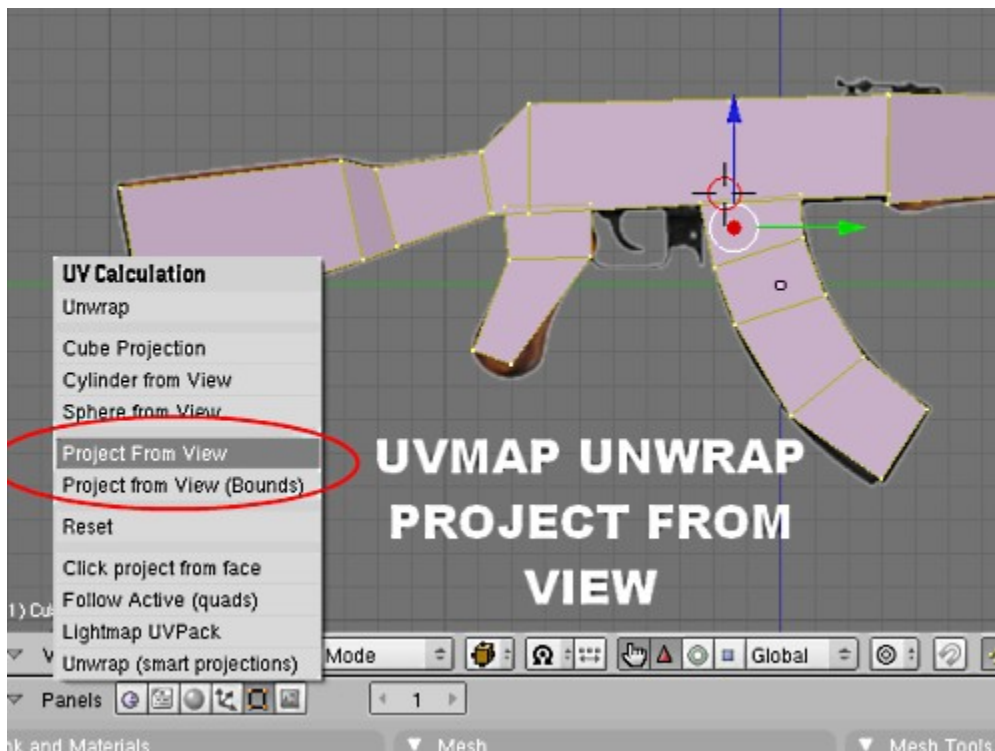 UV Calculation
Unwrap
Cube Projection
Cylinder from View
Sphere from View
Project From View
Project from View (Bounds)
Reset
Click project from face
Follow Active (quads)
Lightmap UVPack
Unwrap (smart projections)
UVMAP UNWRAP
PROJECT FROM
VIEW
Mode
Global
Panels
1
and Materials
Mesh
Mesh Tools